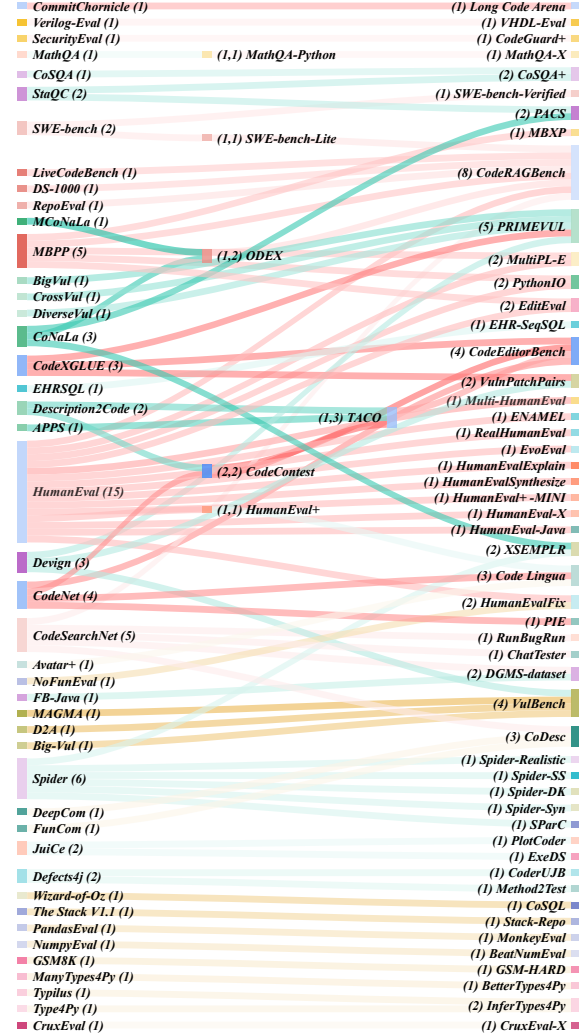 CommitChornicle (1)
(1) Long Code Arena
Verilog-Eval (1)
(1) VHDL-Eval
SecurityEval (1)
(1) CodeGuard+
MathQA (1)
(1,1) MathQA-Python
(1) MathQA-X
CoSQA (1)
(2) CoSQA+
StaQC (2)
(1) SWE-bench-Verified
(2) PACS
SWE-bench (2)
(1) MBXP
(1,1) SWE-bench-Lite
LiveCodeBench (1)
(8) CodeRAGBench
DS-1000 (1)
RepoEval (1)
MCoNaLa (1)
(5) PRIMEVUL
MBPP (5)
(1,2) ODEX
(2) MultiPL-E
BigVul (1)
(2) PythonIO
CrossVul (1)
(2) EditEval
DiverseVul (1)
(1) EHR-SeqSQL
CoNaLa (3)
(4) CodeEditorBench
CodeXGLUE (3)
(2) VulnPatchPairs
EHRSQL (1)
(1) Multi-HumanEval
Description2Code (2)
(1,3) TACO
(1) ENAMEL
APPS (1)
(1) RealHumanEval
(1) EvoEval
(2,2) CodeContest
(1) HumanEvalExplain
(1) HumanEvalSynthesize
HumanEval (15)
(1) HumanEval+ -MINI
(1,1) HumanEval+
(1) HumanEval-X
(1) HumanEval-Java
(2) XSEMPLR
Devign (3)
(3) Code Lingua
CodeNet (4)
(2) HumanEvalFix
(1) PIE
CodeSearchNet (5)
(1) RunBugRun
(1) ChatTester
Avatar+ (1)
(2) DGMS-dataset
NoFunEval (1)
FB-Java (1)
(4) VulBench
MAGMA (1)
D2A (1)
(3) CoDesc
Big-Vul (1)
(1) Spider-Realistic
Spider (6)
(1) Spider-SS
(1) Spider-DK
DeepCom (1)
(1) Spider-Syn
FunCom (1)
(1) SParC
JuiCe (2)
(1) PlotCoder
(1) ExeDS
Defects4j (2)
(1) CoderUJB
(1) Method2Test
Wizard-of-Oz (1)
(1) CoSQL
The Stack V1.1 (1)
(1) Stack-Repo
PandasEval (1)
(1) MonkeyEval
NumpyEval (1)
(1) BeatNumEval
GSM8K (1)
(1) GSM-HARD
ManyTypes4Py (1)
(1) BetterTypes4Py
Typilus (1)
(2) InferTypes4Py
Type4Py (1)
CruxEval (1)
(1) CruxEval-X